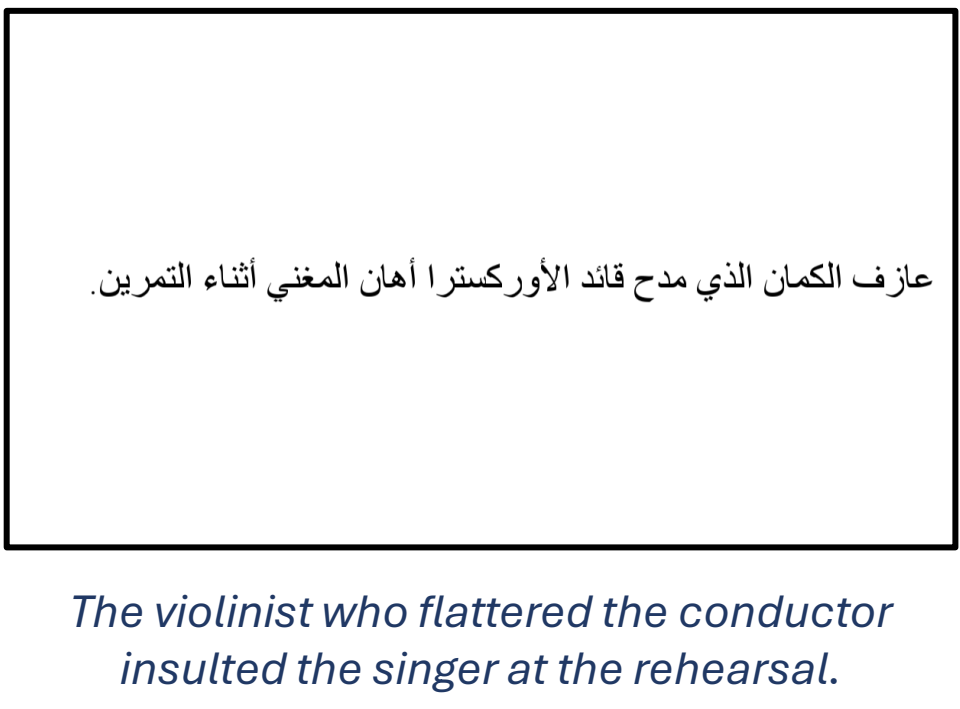 عازف الكمان الذي مدح قائد الأوركسترا أهان المغني أثناء التمرين.
The violinist who flattered the conductor
insulted the singer at the rehearsal.